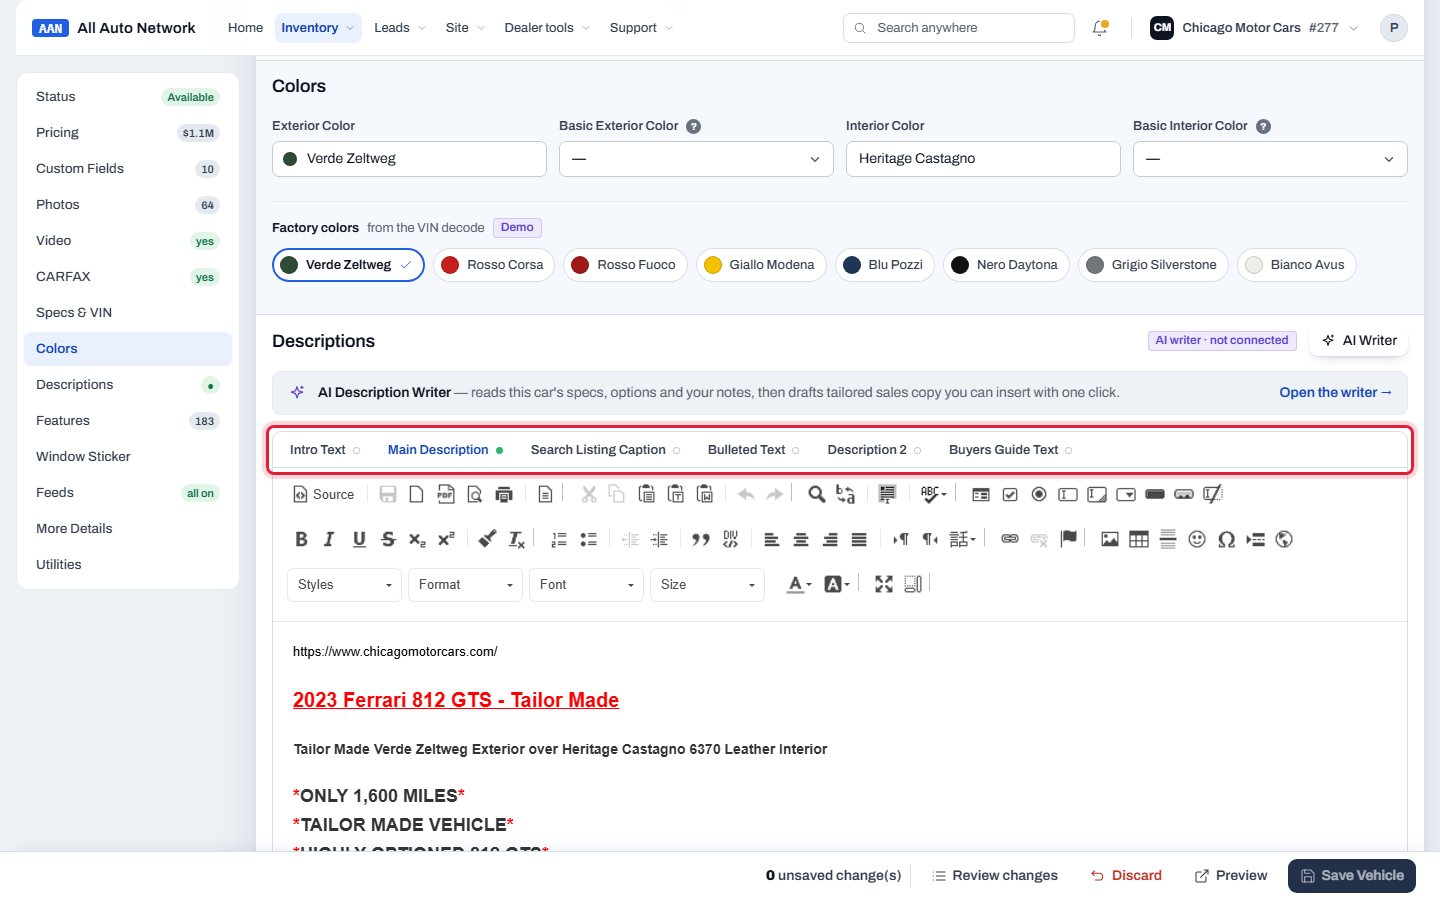 AAN All Auto Network Home Inventory Leads Site Dealer tools Support Search anywhere CM Chicago Motor Cars #277 P
Status Available
Pricing $1.1M
Custom Fields 10
Photos 64
Video yes
CARFAX yes
Specs & VIN
Colors
Descriptions
Features 183
Window Sticker
Feeds all on
More Details
Utilities
Colors
Exterior Color Basic Exterior Color ? Interior Color Basic Interior Color ?
Verde Zeltweg — Heritage Castagno —
Factory colors from the VIN decode Demo
Verde Zeltweg Rosso Corsa Rosso Fuoco Giallo Modena Blu Pozzi Nero Daytona Grigio Silverstone Bianco Avus
Descriptions AI writer · not connected AI Writer
AI Description Writer — reads this car's specs, options and your notes, then drafts tailored sales copy you can insert with one click. Open the writer →
Intro Text Main Description Search Listing Caption Bulleted Text Description 2 Buyers Guide Text
Source
Styles Format Font Size
https://www.chicagomotorcars.com/
2023 Ferrari 812 GTS - Tailor Made
Tailor Made Verde Zeltweg Exterior over Heritage Castagno 6370 Leather Interior
*ONLY 1,600 MILES*
*TAILOR MADE VEHICLE*
*HIGHLY OPTIONED 812 GTS*
0 unsaved change(s) Review changes Discard Preview Save Vehicle